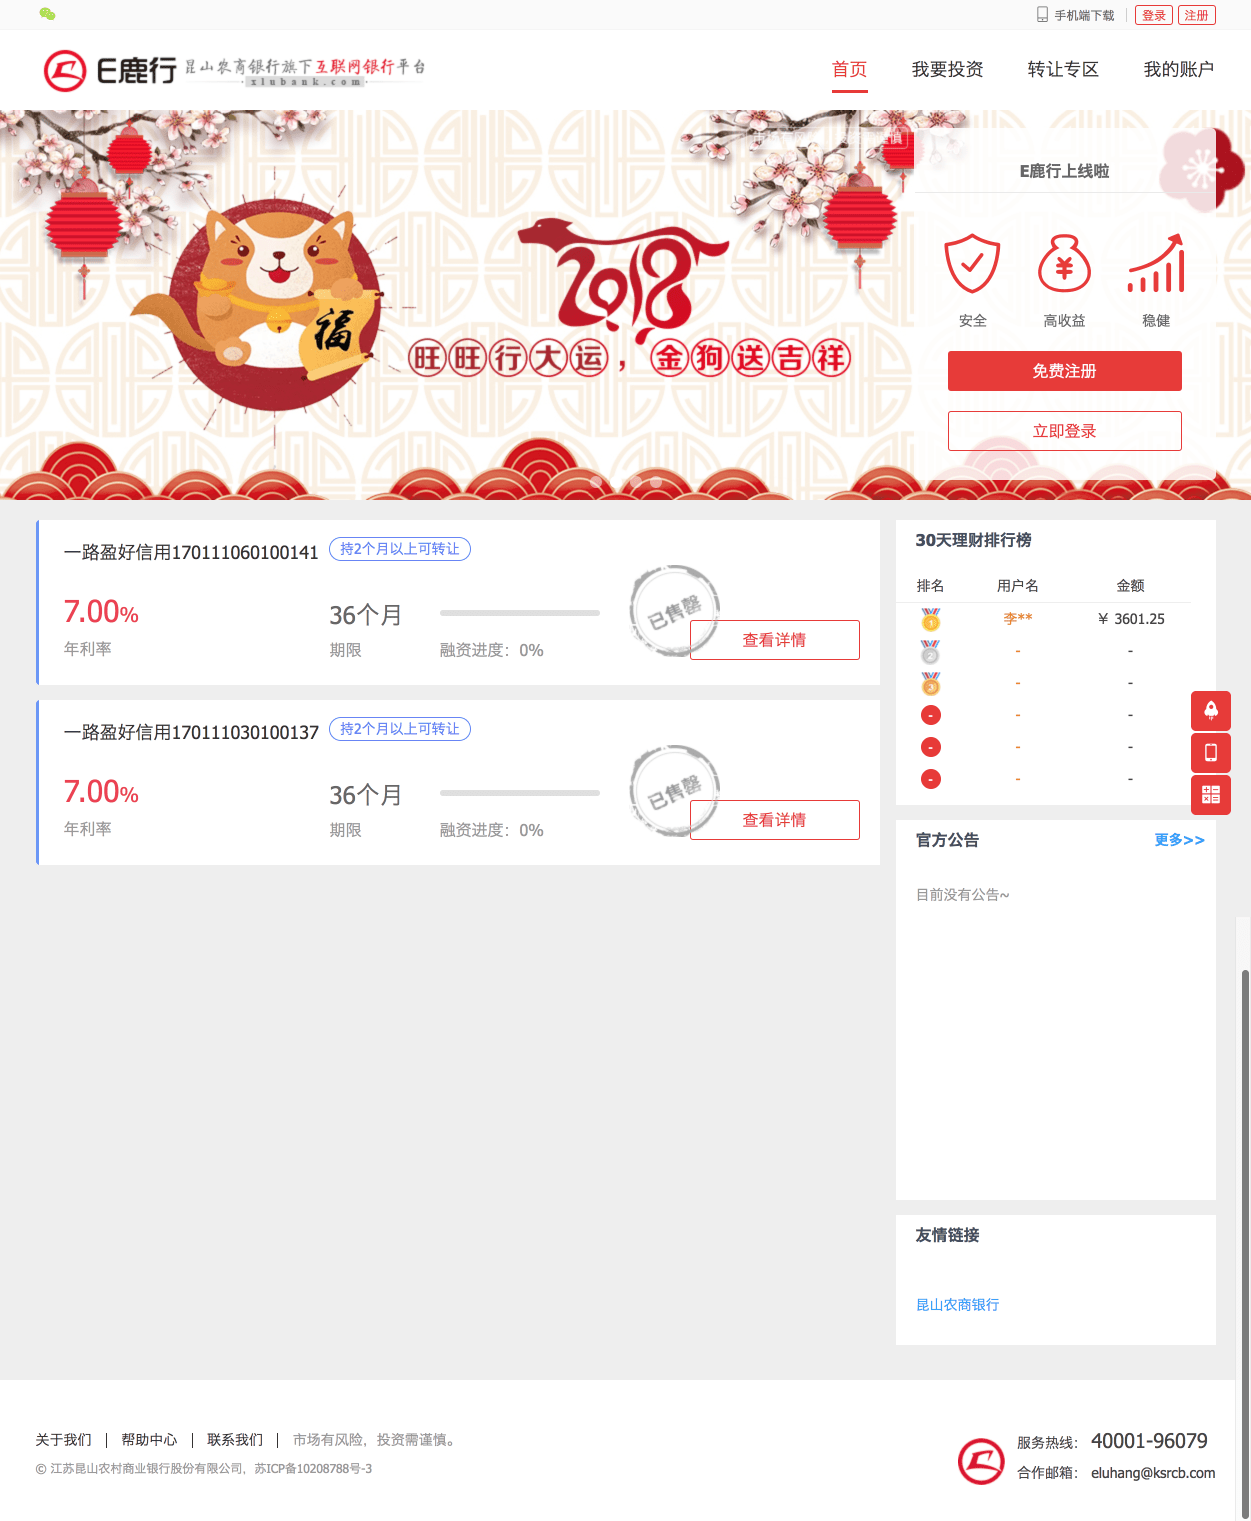 手机端下载 登录 注册
E鹿行 昆山农商银行旗下互联网银行平台
xlubank.com
首页 我要投资 转让专区 我的账户
E鹿行上线啦
福
2018
旺旺行大运，金狗送吉祥
安全 高收益 稳健
免费注册
立即登录
一路盈好信用170111060100141 持2个月以上可转让
7.00%
年利率
36个月
期限
融资进度：0%
已售罄
查看详情
一路盈好信用170111030100137 持2个月以上可转让
7.00%
年利率
36个月
期限
融资进度：0%
已售罄
查看详情
30天理财排行榜
排名 用户名 金额
1 李** ￥ 3601.25
2 - -
3 - -
- - -
- - -
- - -
官方公告 更多>>
目前没有公告~
友情链接
昆山农商银行
关于我们 | 帮助中心 | 联系我们 | 市场有风险，投资需谨慎。
© 江苏昆山农村商业银行股份有限公司，苏ICP备10208788号-3
服务热线： 40001-96079
合作邮箱： eluhang@ksrcb.com